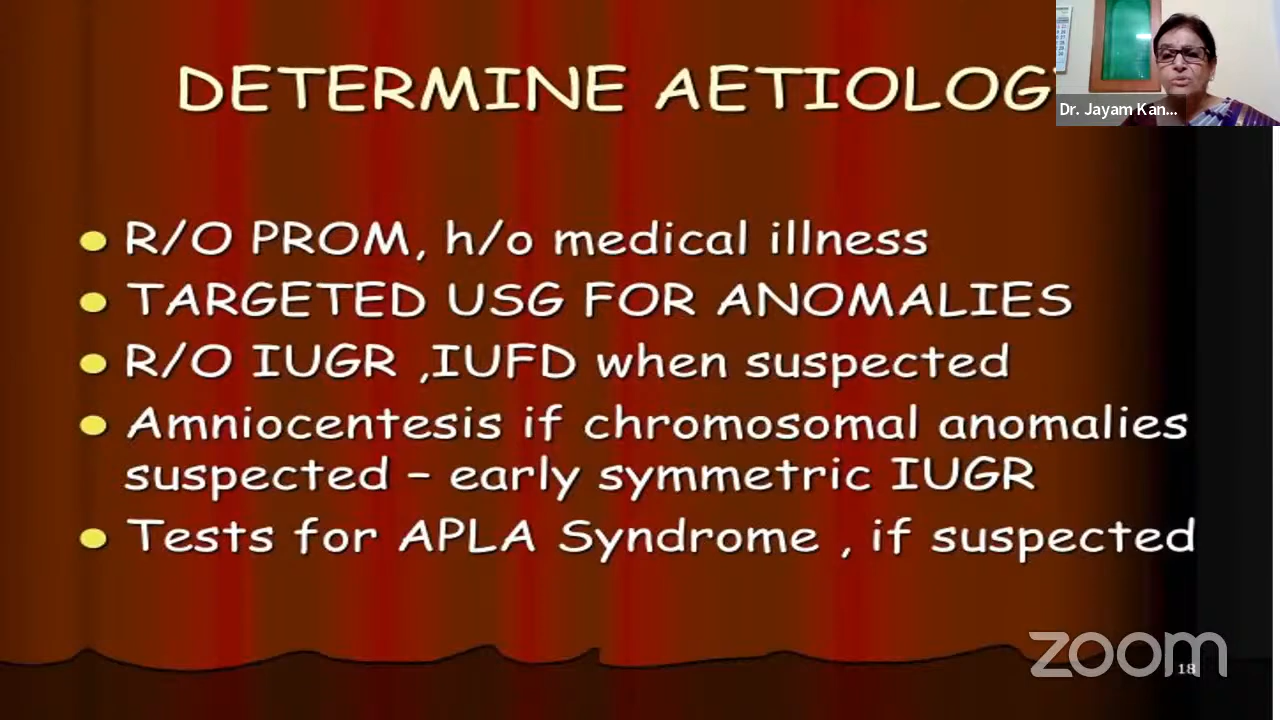 DETERMINE AETIOLOG
Dr. Jayam Kan...
R/O PROM, h/o medical illness
TARGETED USG FOR ANOMALIES
R/O IUGR ,IUFD when suspected
Amniocentesis if chromosomal anomalies
suspected – early symmetric IUGR
Tests for APLA Syndrome , if suspected
zoom
18